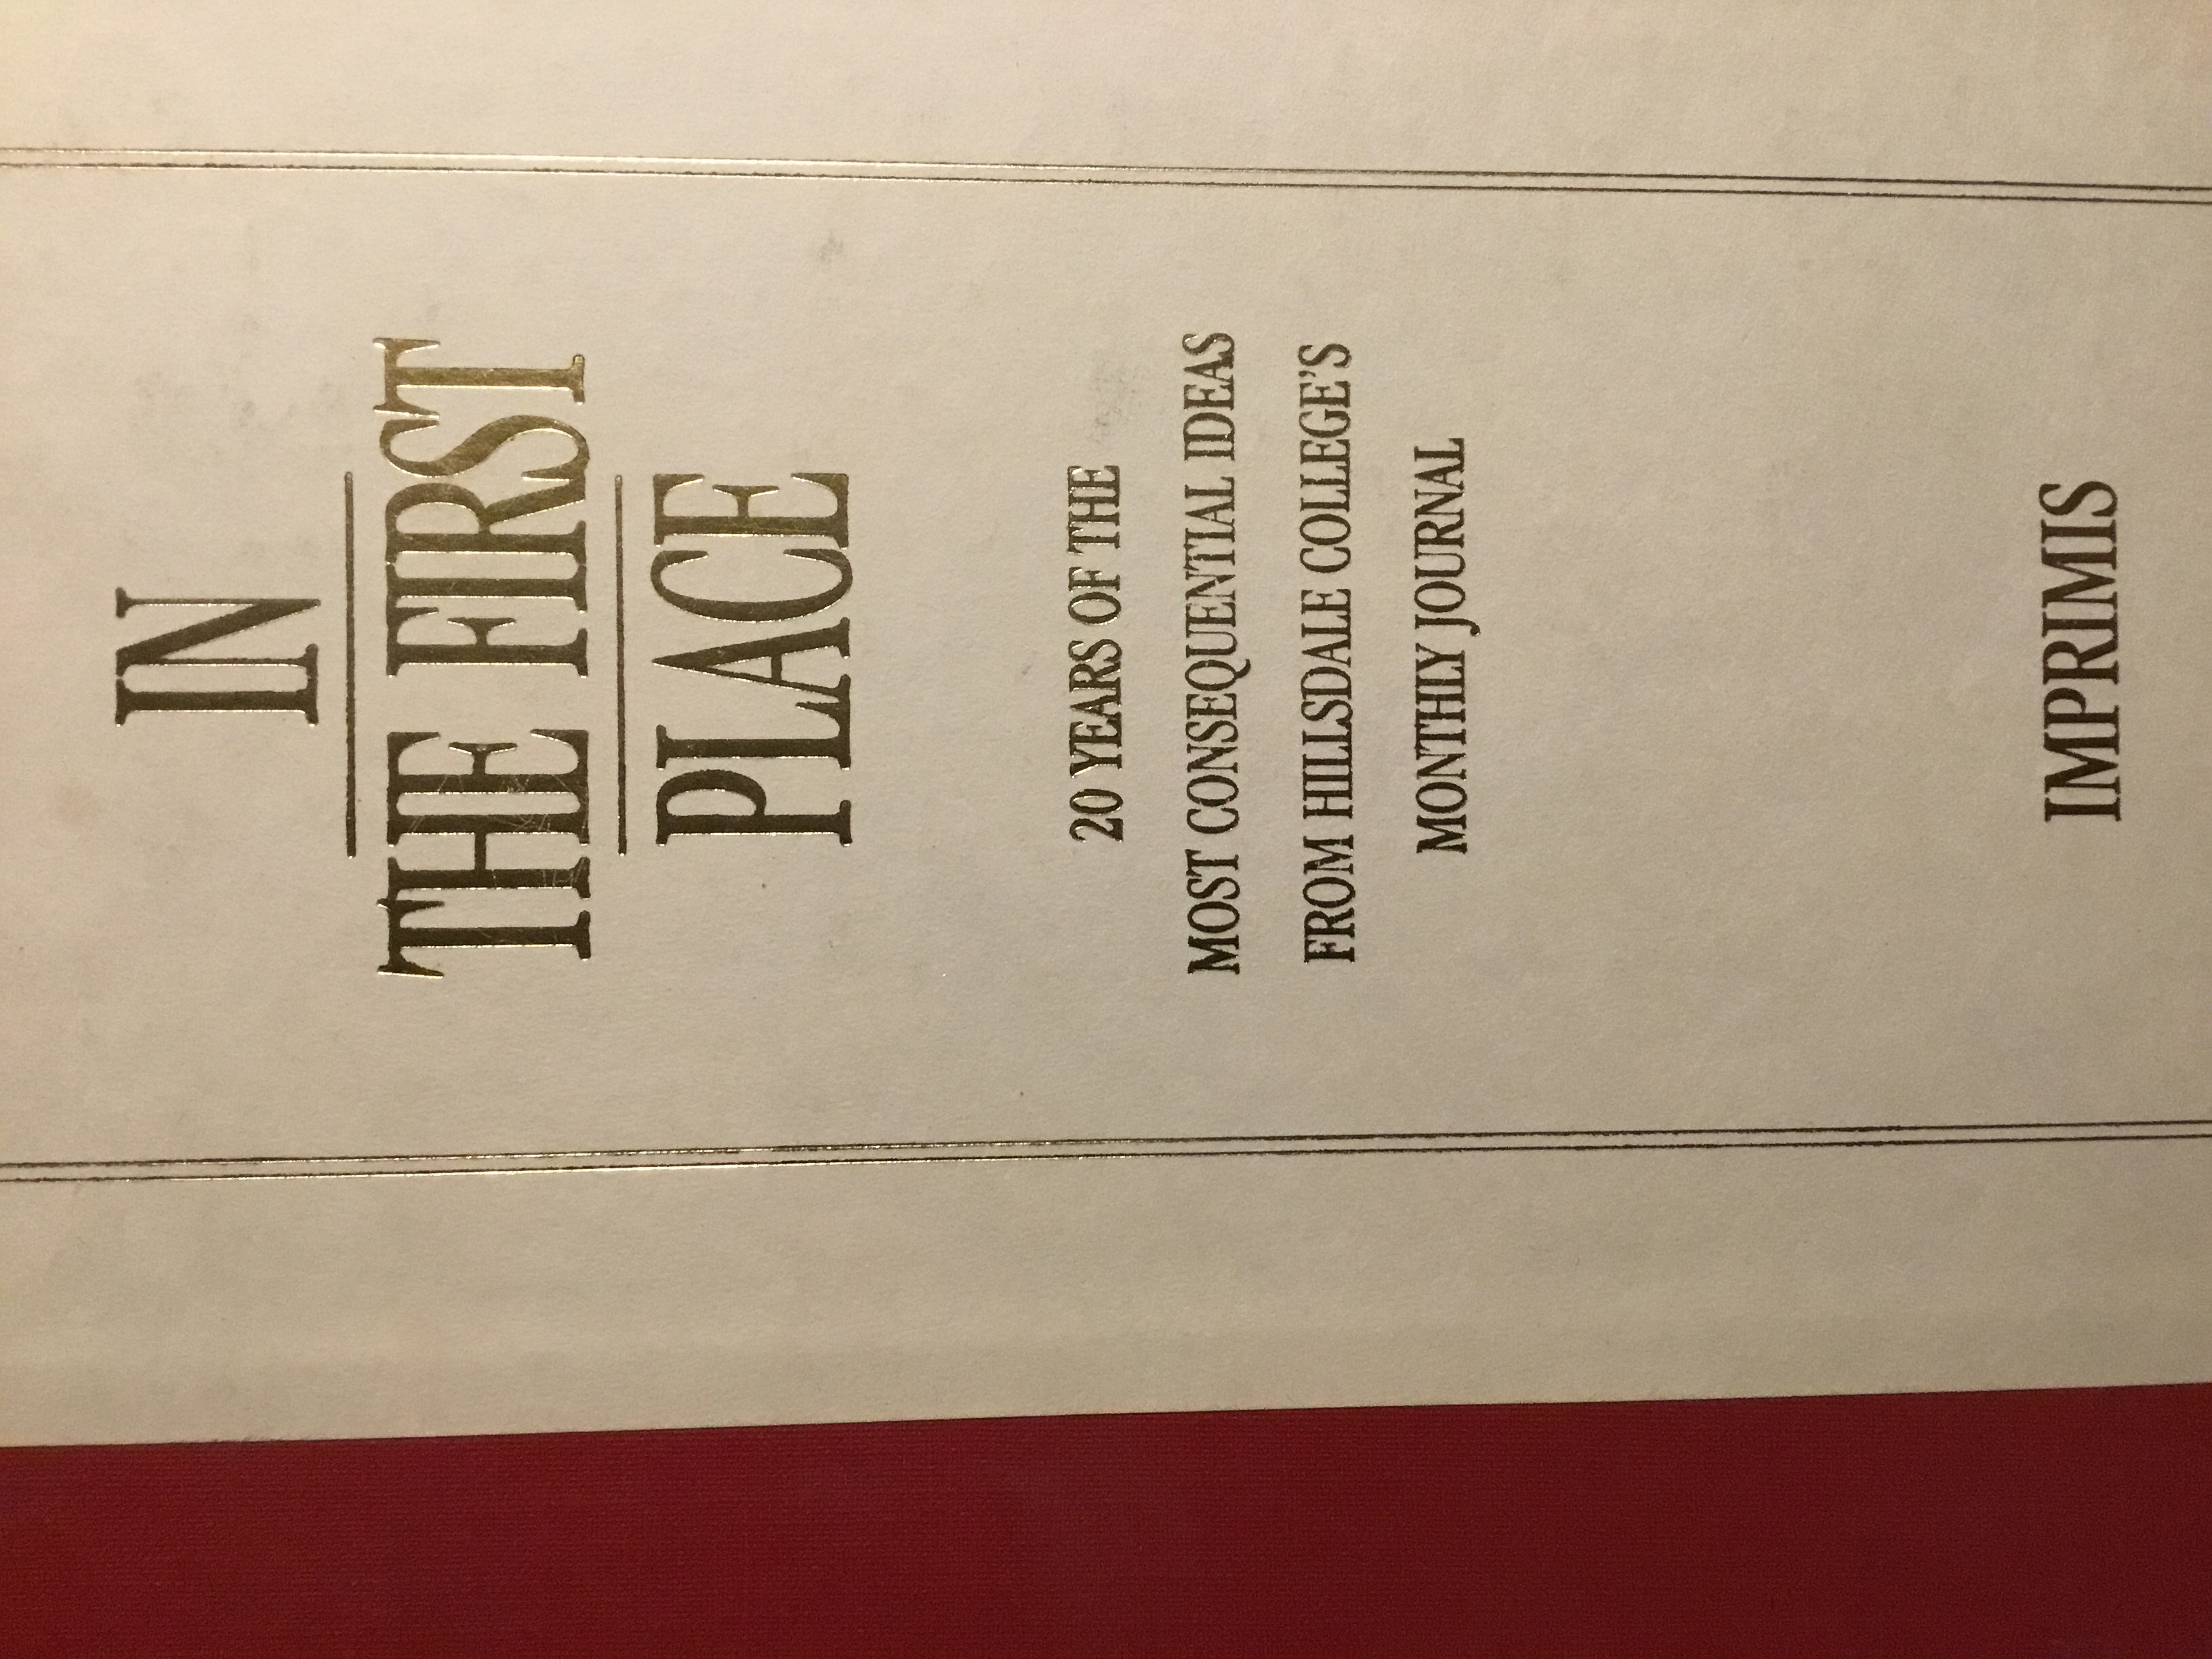 IN
THE FIRST
PLACE
20 YEARS OF THE
MOST CONSEQUENTIAL IDEAS
FROM HILLSDALE COLLEGE'S
MONTHLY JOURNAL
IMPRIMIS